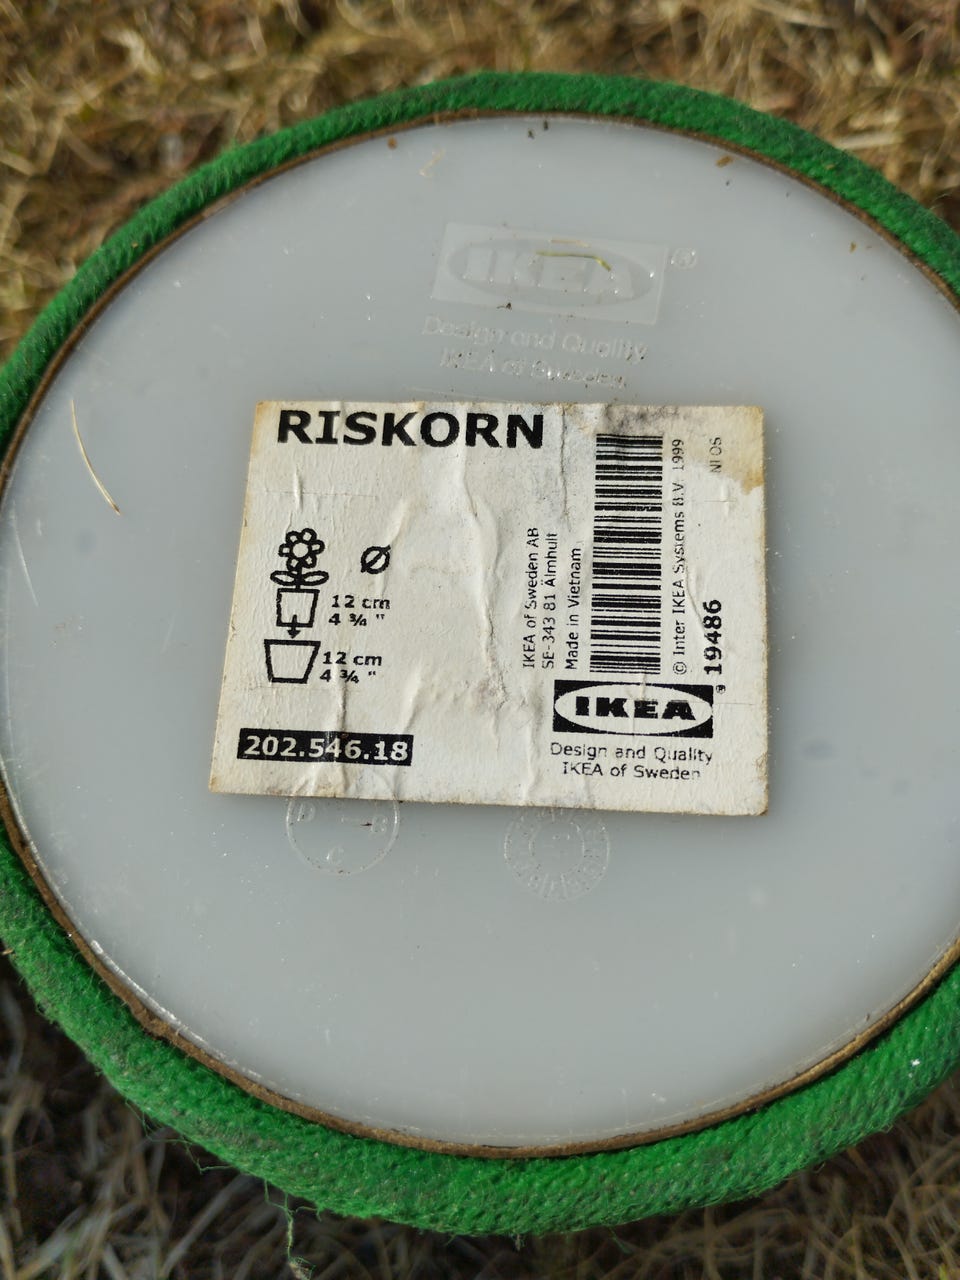 IKEA ®
Design and Quality
IKEA of Sweden
RISKORN
Ø
12 cm
4 ¾ "
12 cm
4 ¾ "
202.546.18
IKEA of Sweden AB
SE-343 81 Älmhult
Made in Vietnam
© Inter IKEA Systems B.V. 1999
19486
IKEA ®
Design and Quality
IKEA of Sweden